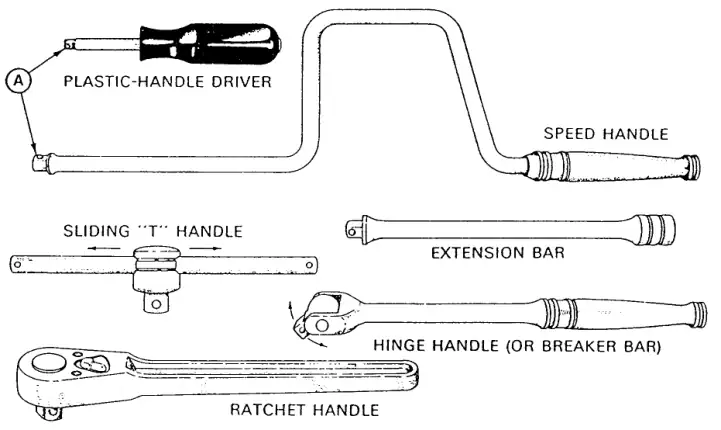 A
PLASTIC-HANDLE DRIVER
SPEED HANDLE
SLIDING "T" HANDLE
EXTENSION BAR
HINGE HANDLE (OR BREAKER BAR)
RATCHET HANDLE